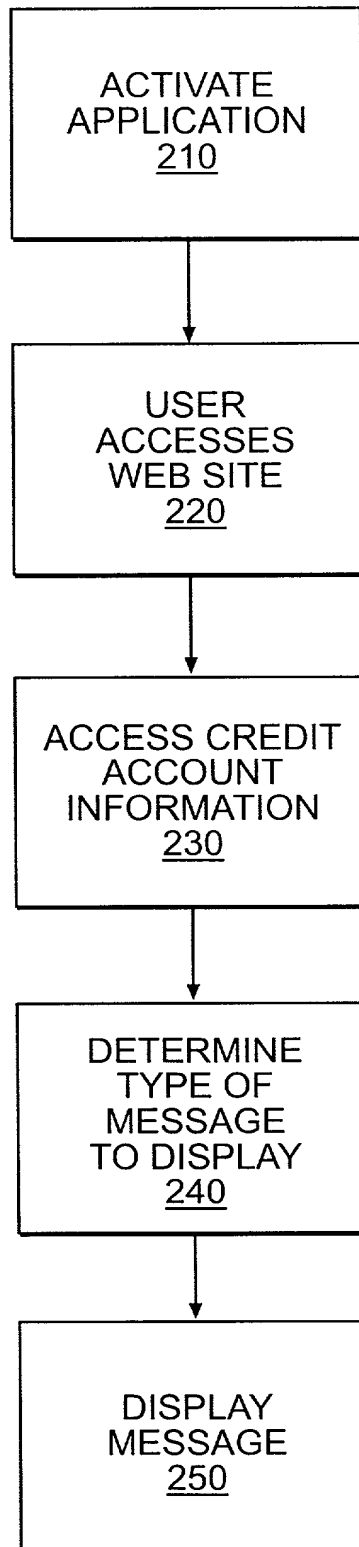 ACTIVATE
APPLICATION
210
USER
ACCESSES
WEB SITE
220
ACCESS CREDIT
ACCOUNT
INFORMATION
230
DETERMINE
TYPE OF
MESSAGE
TO DISPLAY
240
DISPLAY
MESSAGE
250